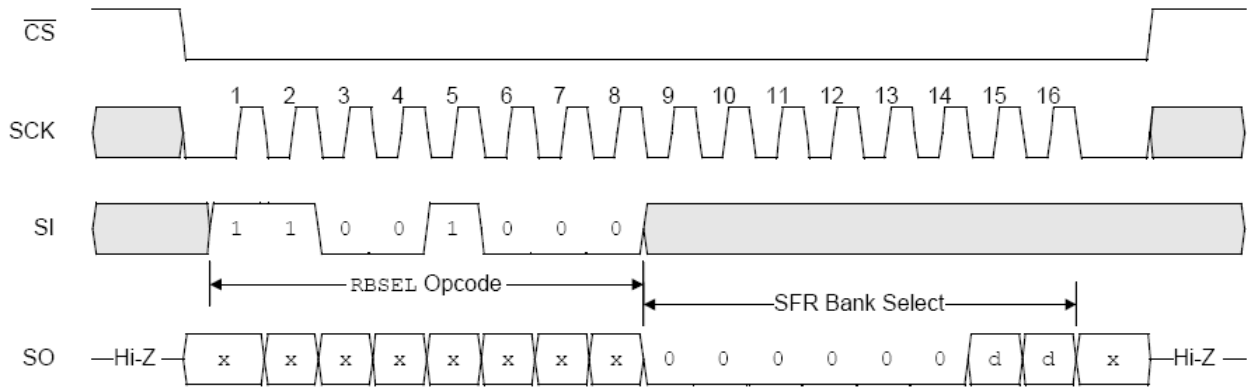 CS
1 2 3 4 5 6 7 8 9 10 11 12 13 14 15 16
SCK
SI 1 1 0 0 1 0 0 0
RBSEL Opcode
SFR Bank Select
SO Hi-Z x x x x x x x x 0 0 0 0 0 0 d d x Hi-Z